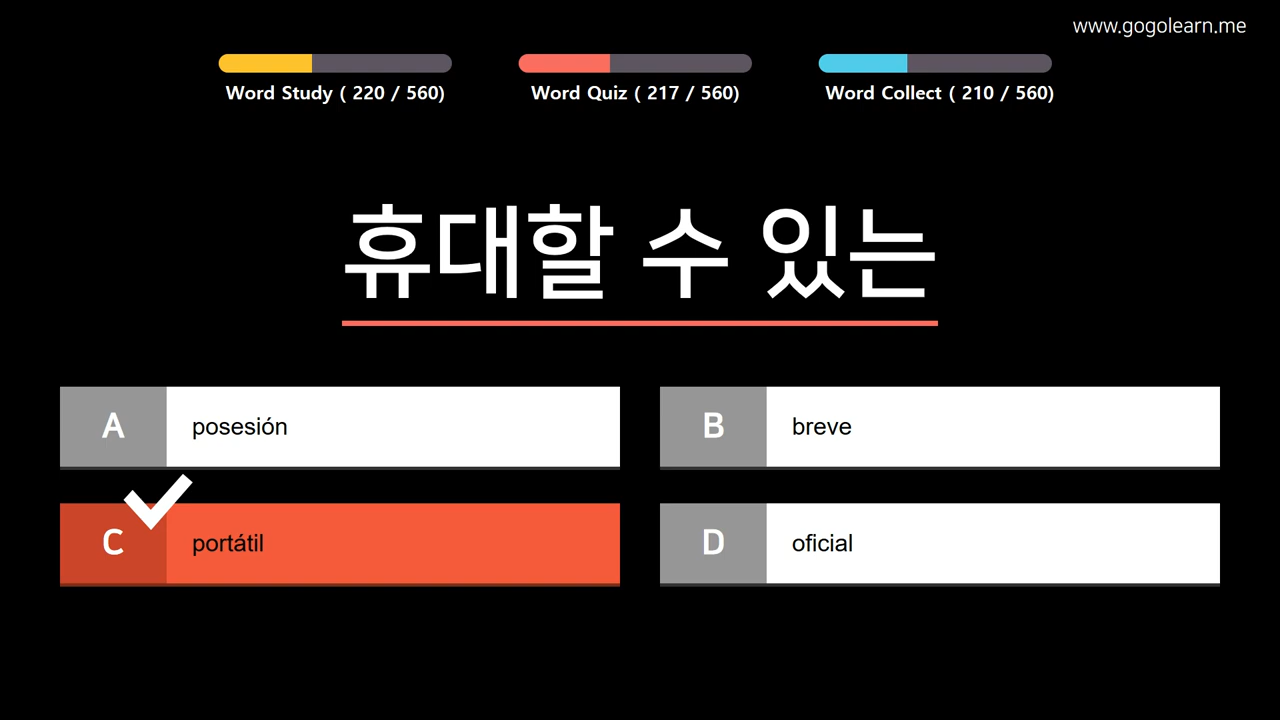 www.gogolearn.me
Word Study ( 220 / 560)
Word Quiz ( 217 / 560)
Word Collect ( 210 / 560)
휴대할 수 있는
A posesión
B breve
C portátil
D oficial